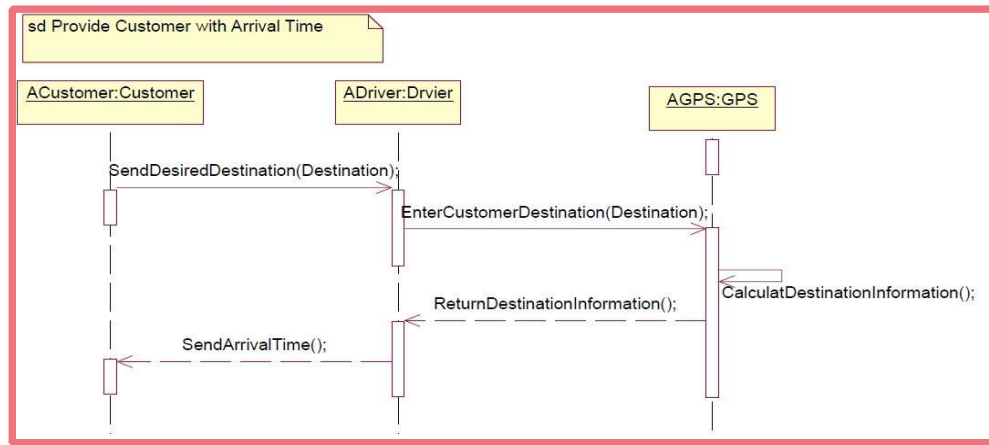 sd Provide Customer with Arrival Time
ACustomer:Customer
ADriver:Drvier
AGPS:GPS
SendDesiredDestination(Destination);
EnterCustomerDestination(Destination);
CalculatDestinationInformation();
ReturnDestinationInformation();
SendArrivalTime();